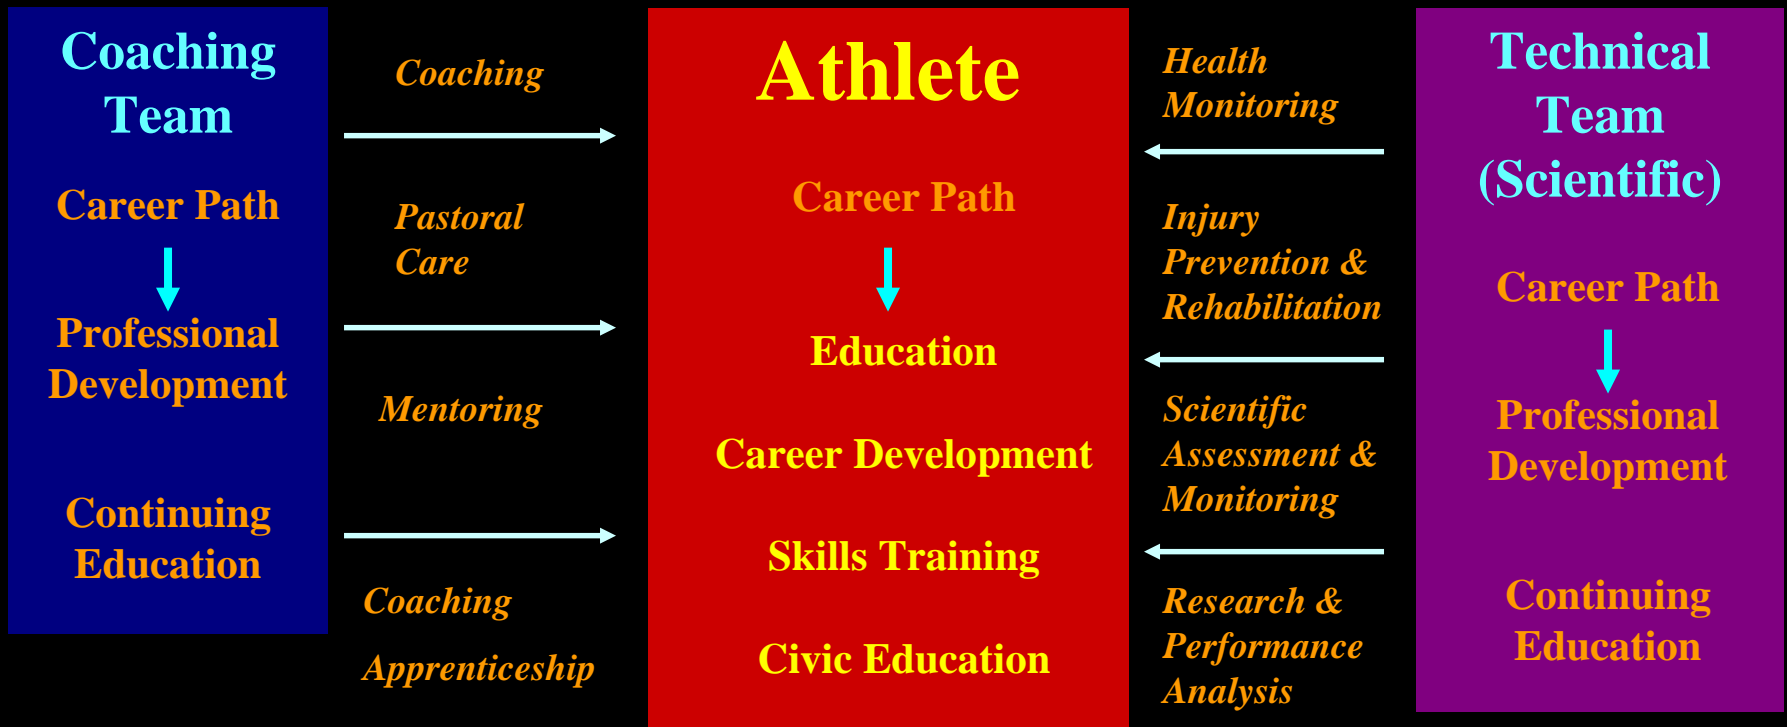 Coaching
Team
Career Path
Professional
Development
Continuing
Education
Coaching
Pastoral
Care
Mentoring
Coaching
Apprenticeship
Athlete
Career Path
Education
Career Development
Skills Training
Civic Education
Health
Monitoring
Injury
Prevention &
Rehabilitation
Scientific
Assessment &
Monitoring
Research &
Performance
Analysis
Technical
Team
(Scientific)
Career Path
Professional
Development
Continuing
Education